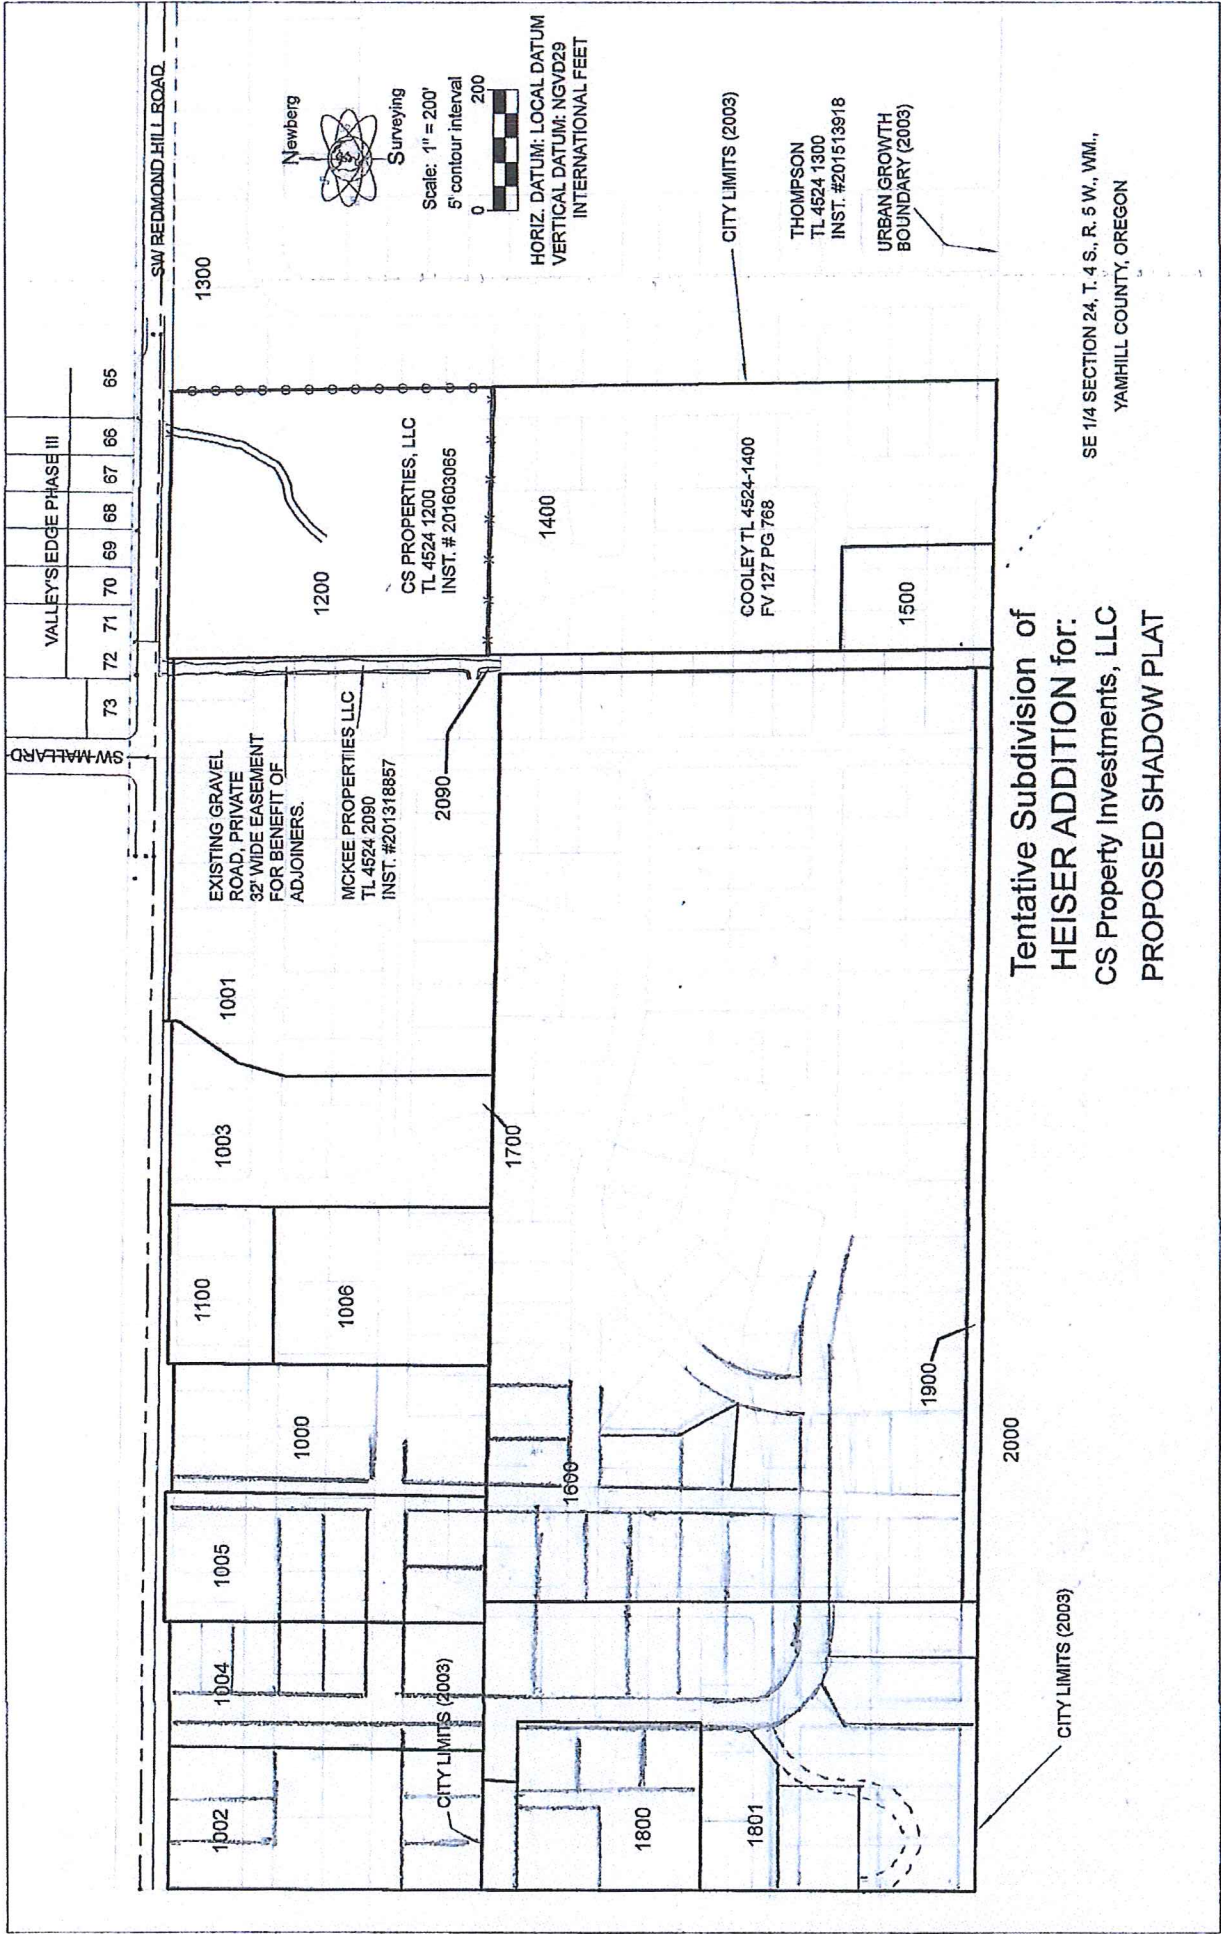 VALLEY'S EDGE PHASE III
73
72
71
70
69
68
67
66
65
SW MALLARD
SW REDMOND HILL ROAD
Newberg
Surveying
Scale: 1" = 200'
5' contour interval
0
200
HORIZ. DATUM: LOCAL DATUM
VERTICAL DATUM: NGVD29
INTERNATIONAL FEET
1300
1200
CS PROPERTIES, LLC
TL 4524 1200
INST. # 201603065
EXISTING GRAVEL
ROAD, PRIVATE
32' WIDE EASEMENT
FOR BENEFIT OF
ADJOINERS.
MCKEE PROPERTIES LLC
TL 4524 2090
INST. #201318857
2090
1001
1003
1700
1100
1006
1000
1005
1004
1002
CITY LIMITS (2003)
1600
1800
1801
1900
2000
CITY LIMITS (2003)
1400
COOLEY TL 4524-1400
FV 127 PG 768
1500
CITY LIMITS (2003)
THOMPSON
TL 4524 1300
INST. #201513918
URBAN GROWTH
BOUNDARY (2003)
SE 1/4 SECTION 24, T. 4 S., R. 5 W., WM.,
YAMHILL COUNTY, OREGON
Tentative Subdivision of
HEISER ADDITION for:
CS Property Investments, LLC
PROPOSED SHADOW PLAT